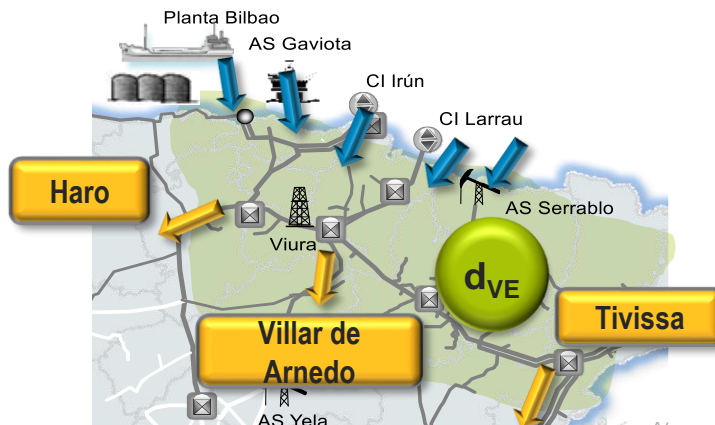 Planta Bilbao
AS Gaviota
CI Irún
CI Larrau
Haro
AS Serrablo
Viura
dVE
Tivissa
Villar de
Arnedo
AS Yela